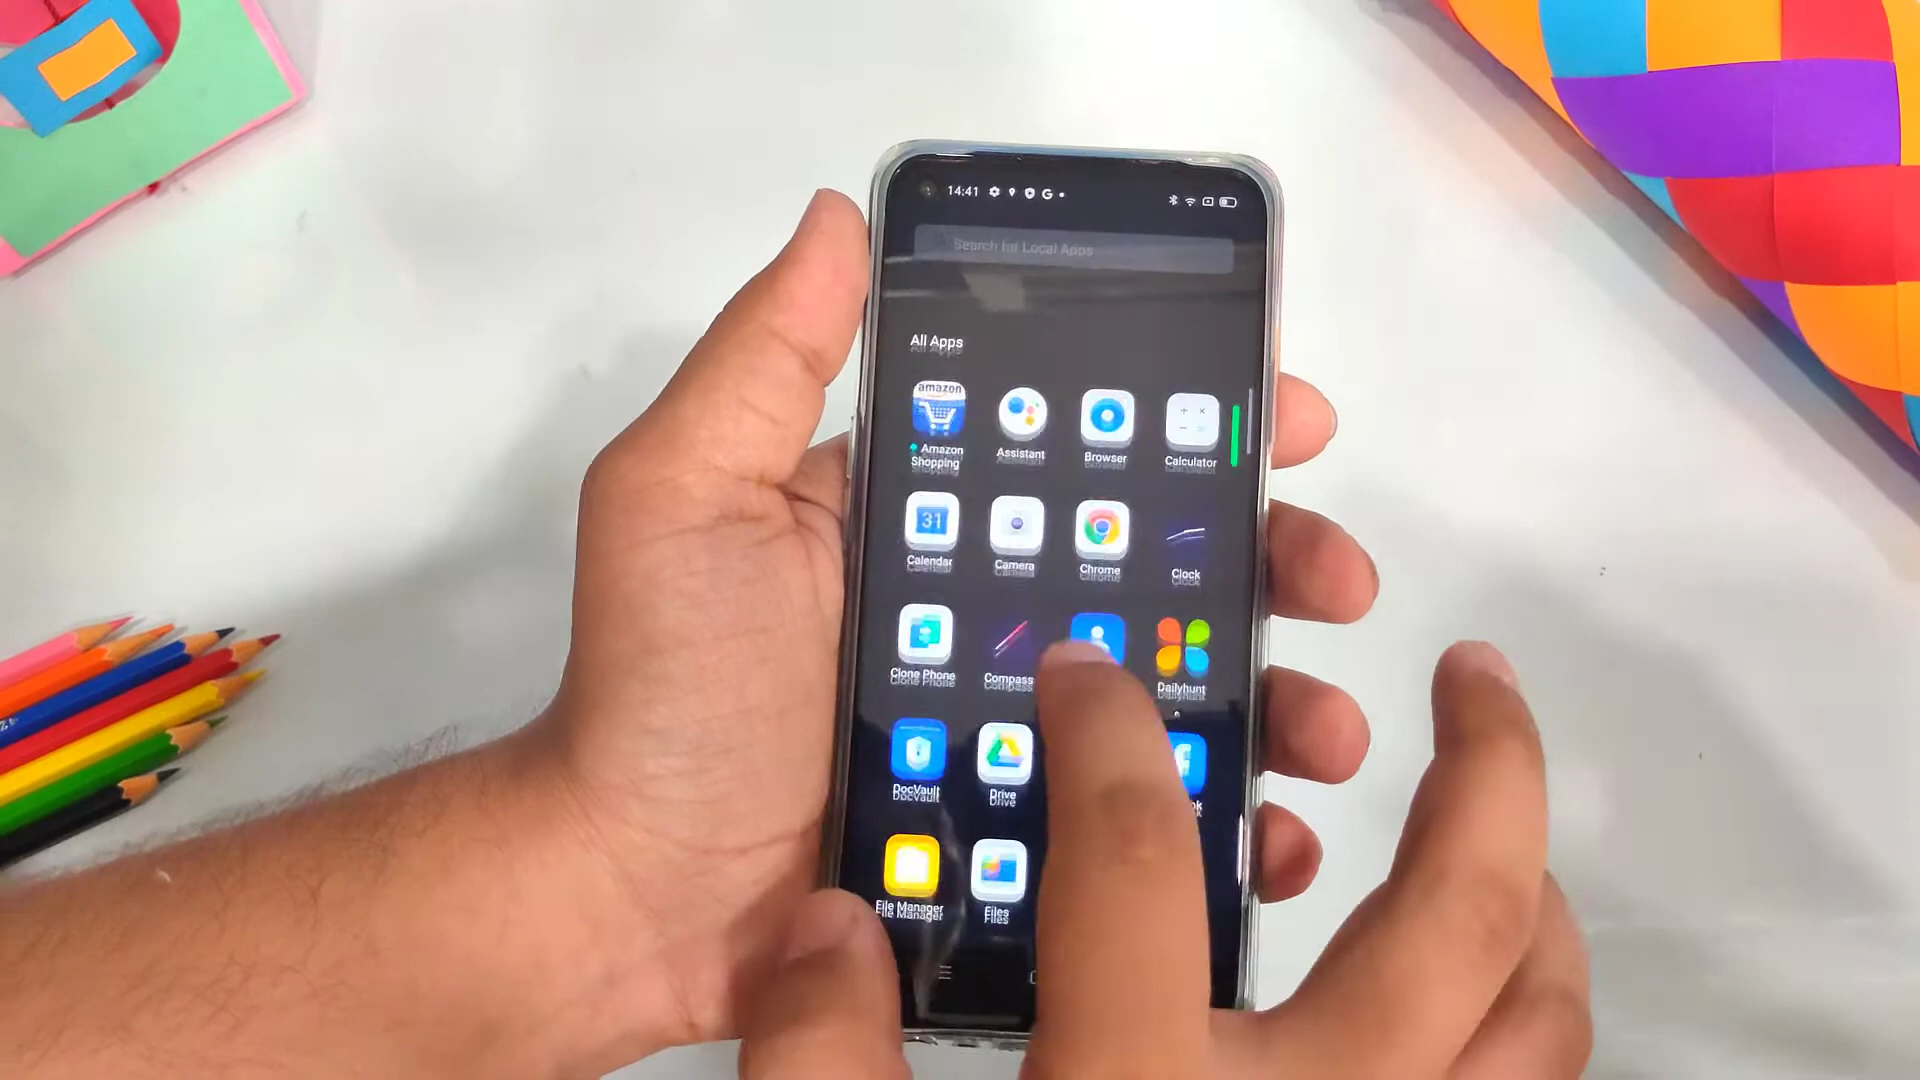 14:41
Search for Local Apps
All Apps
amazon
Amazon Shopping
Assistant
Browser
Calculator
31
Calendar
Camera
Chrome
Clock
Clone Phone
Compass
Dailyhunt
DocVault
Drive
File Manager
Files